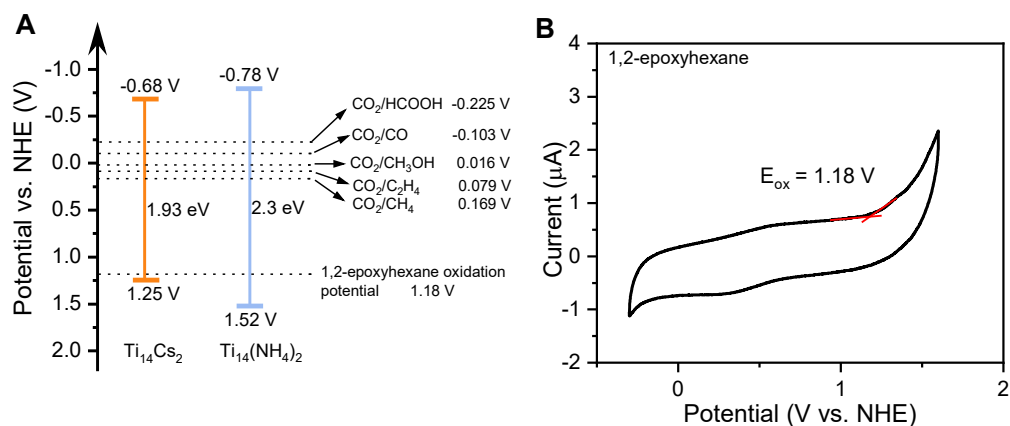 A
Potential vs. NHE (V)
-1.0
-0.5
0.0
0.5
1.0
1.5
2.0
-0.68 V
-0.78 V
1.93 eV
2.3 eV
1.25 V
1.52 V
Ti₁₄Cs₂
Ti₁₄(NH₄)₂
CO₂/HCOOH -0.225 V
CO₂/CO -0.103 V
CO₂/CH₃OH 0.016 V
CO₂/C₂H₄ 0.079 V
CO₂/CH₄ 0.169 V
1,2-epoxyhexane oxidation
potential 1.18 V
B
1,2-epoxyhexane
Eₒₓ = 1.18 V
Current (μA)
4
3
2
1
0
-1
-2
0
1
2
Potential (V vs. NHE)